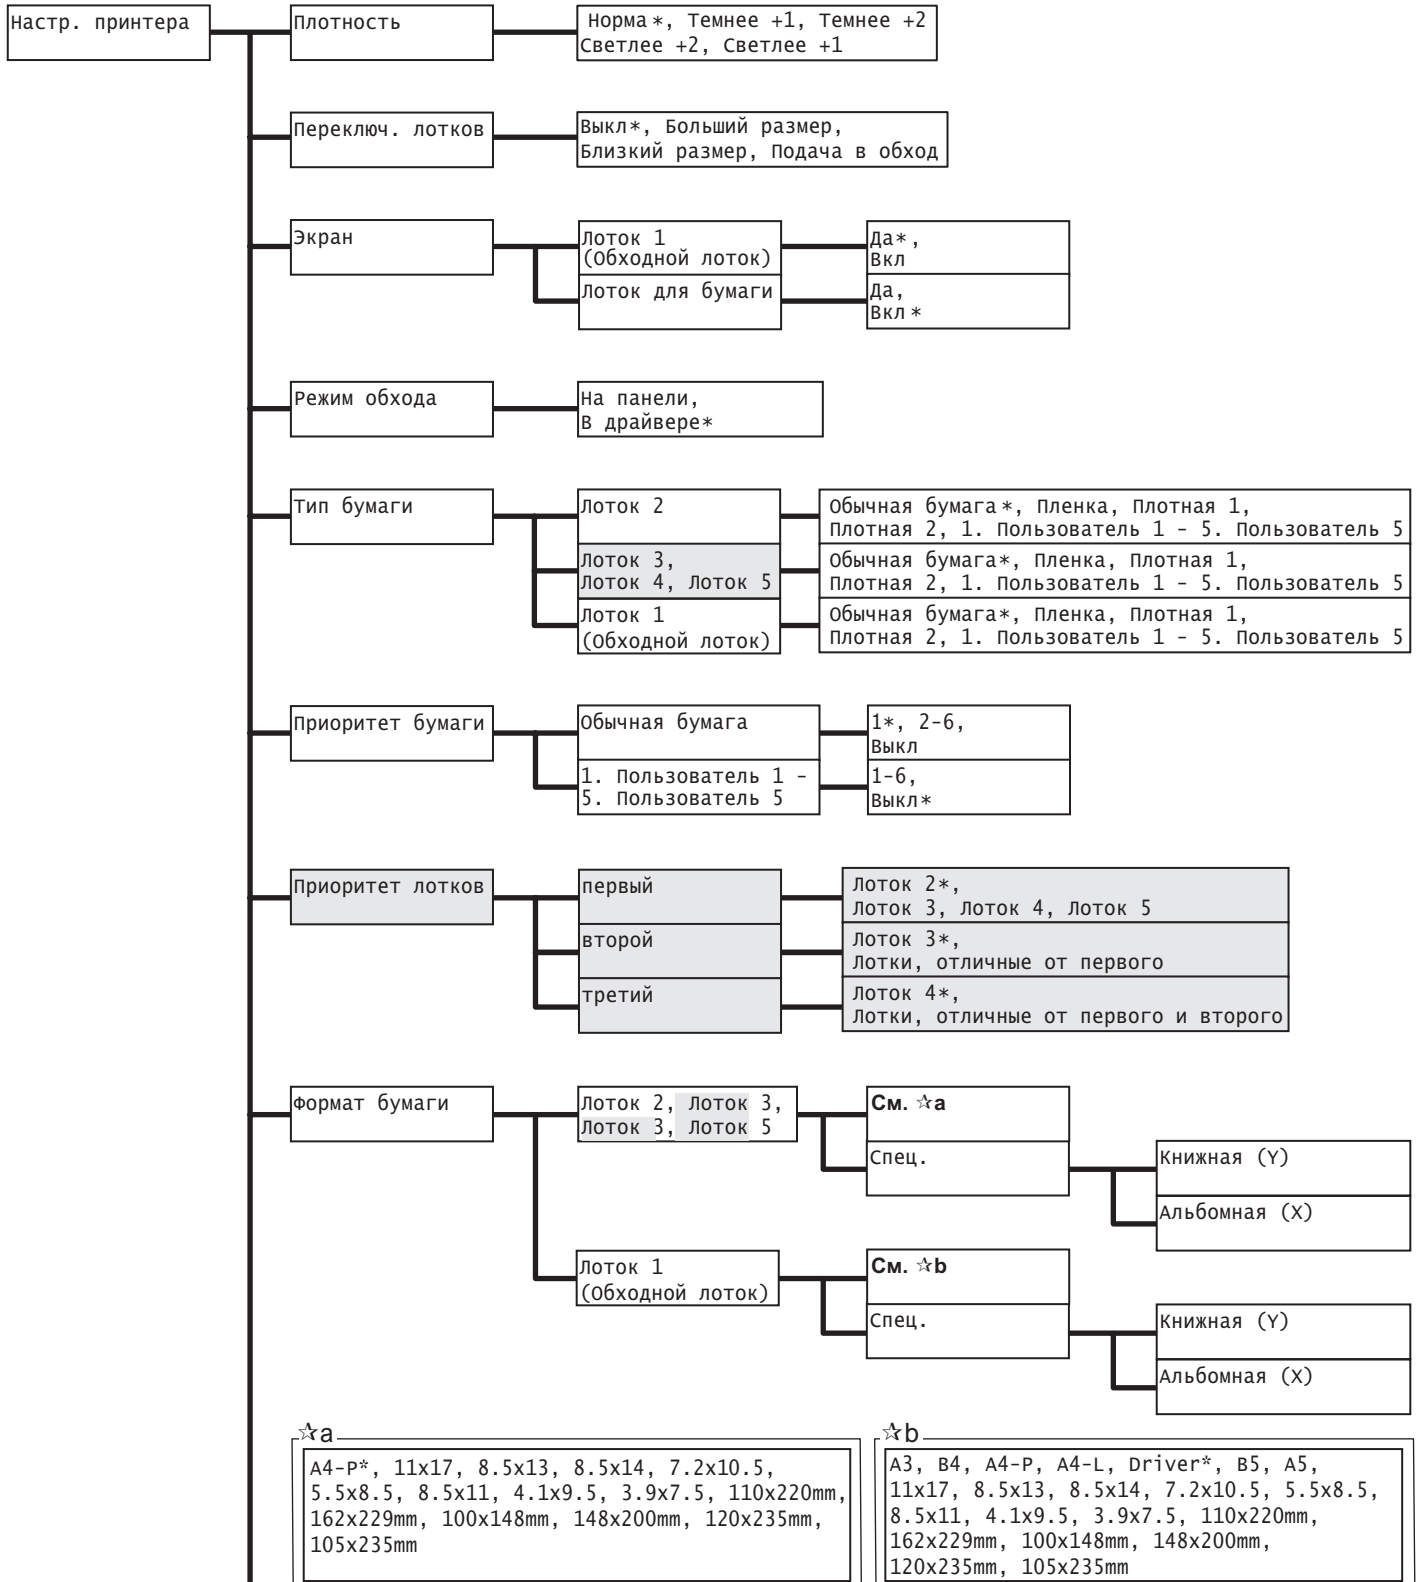 Настр. принтера
Плотность
Норма*, Темнее +1, Темнее +2
Светлее +2, Светлее +1
Переключ. лотков
Выкл*, Больший размер,
Близкий размер, Подача в обход
Экран
Лоток 1
(Обходной лоток)
Да*,
Вкл
Лоток для бумаги
Да,
Вкл*
Режим обхода
На панели,
В драйвере*
Тип бумаги
Лоток 2
Обычная бумага*, Пленка, Плотная 1,
Плотная 2, 1. Пользователь 1 - 5. Пользователь 5
Лоток 3,
Лоток 4, Лоток 5
Обычная бумага*, Пленка, Плотная 1,
Плотная 2, 1. Пользователь 1 - 5. Пользователь 5
Лоток 1
(Обходной лоток)
Обычная бумага*, Пленка, Плотная 1,
Плотная 2, 1. Пользователь 1 - 5. Пользователь 5
Приоритет бумаги
Обычная бумага
1*, 2-6,
Выкл
1. Пользователь 1 -
5. Пользователь 5
1-6,
Выкл*
Приоритет лотков
первый
Лоток 2*,
Лоток 3, Лоток 4, Лоток 5
второй
Лоток 3*,
Лотки, отличные от первого
третий
Лоток 4*,
Лотки, отличные от первого и второго
Формат бумаги
Лоток 2, Лоток 3,
Лоток 3, Лоток 5
См. ☆a
Спец.
Книжная (Y)
Альбомная (X)
Лоток 1
(Обходной лоток)
См. ☆b
Спец.
Книжная (Y)
Альбомная (X)
☆a
A4-P*, 11x17, 8.5x13, 8.5x14, 7.2x10.5,
5.5x8.5, 8.5x11, 4.1x9.5, 3.9x7.5, 110x220mm,
162x229mm, 100x148mm, 148x200mm, 120x235mm,
105x235mm
☆b
A3, B4, A4-P, A4-L, Driver*, B5, A5,
11x17, 8.5x13, 8.5x14, 7.2x10.5, 5.5x8.5,
8.5x11, 4.1x9.5, 3.9x7.5, 110x220mm,
162x229mm, 100x148mm, 148x200mm,
120x235mm, 105x235mm